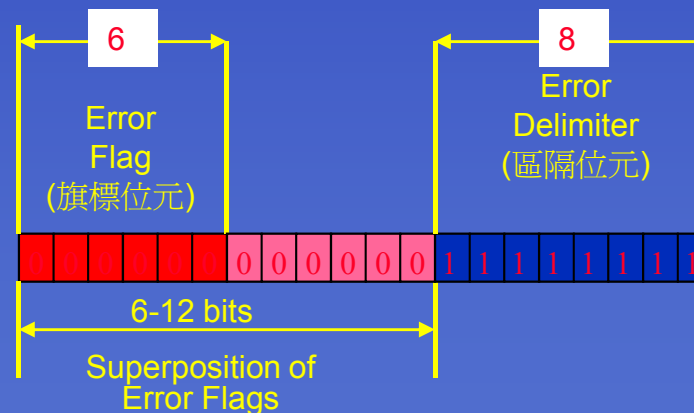 6
8
Error
Flag
(旗標位元)
Error
Delimiter
(區隔位元)
0 0 0 0 0 0 0 0 0 0 0 0 1 1 1 1 1 1 1 1
6-12 bits
Superposition of
Error Flags